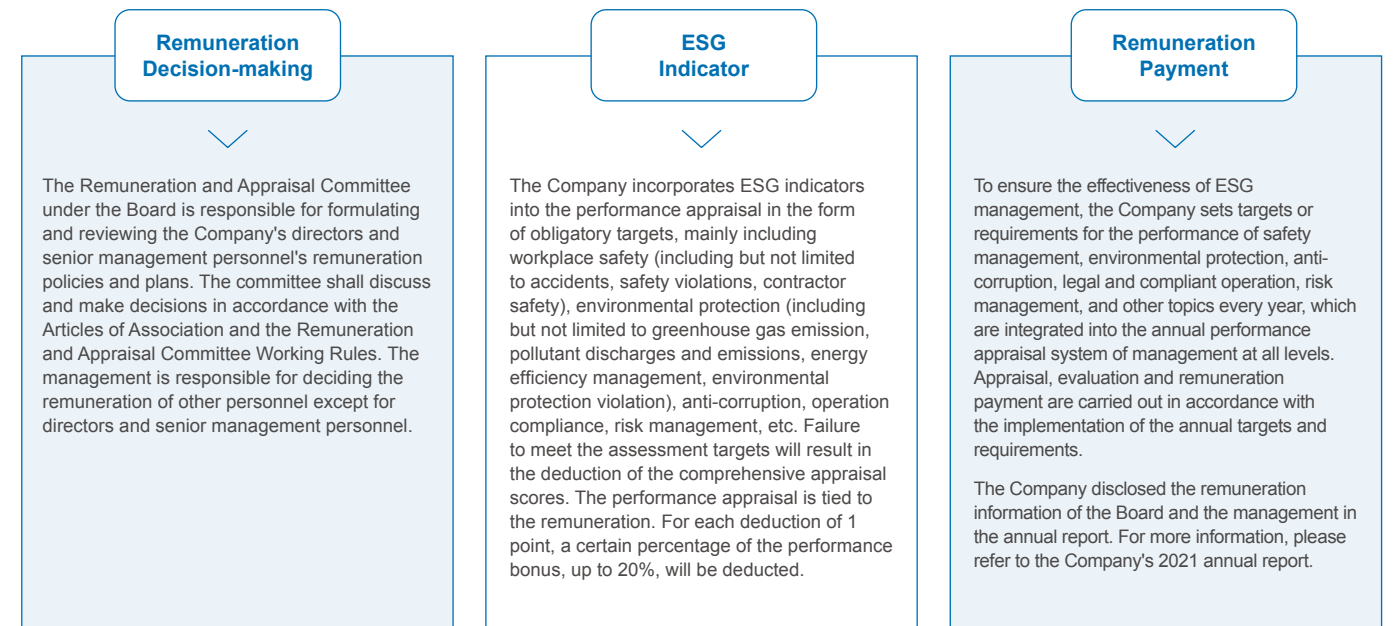 Remuneration
Decision-making
The Remuneration and Appraisal Committee
under the Board is responsible for formulating
and reviewing the Company's directors and
senior management personnel's remuneration
policies and plans. The committee shall discuss
and make decisions in accordance with the
Articles of Association and the Remuneration
and Appraisal Committee Working Rules. The
management is responsible for deciding the
remuneration of other personnel except for
directors and senior management personnel.
ESG
Indicator
The Company incorporates ESG indicators
into the performance appraisal in the form
of obligatory targets, mainly including
workplace safety (including but not limited
to accidents, safety violations, contractor
safety), environmental protection (including
but not limited to greenhouse gas emission,
pollutant discharges and emissions, energy
efficiency management, environmental
protection violation), anti-corruption, operation
compliance, risk management, etc. Failure
to meet the assessment targets will result in
the deduction of the comprehensive appraisal
scores. The performance appraisal is tied to
the remuneration. For each deduction of 1
point, a certain percentage of the performance
bonus, up to 20%, will be deducted.
Remuneration
Payment
To ensure the effectiveness of ESG
management, the Company sets targets or
requirements for the performance of safety
management, environmental protection, anti-
corruption, legal and compliant operation, risk
management, and other topics every year, which
are integrated into the annual performance
appraisal system of management at all levels.
Appraisal, evaluation and remuneration
payment are carried out in accordance with
the implementation of the annual targets and
requirements.
The Company disclosed the remuneration
information of the Board and the management in
the annual report. For more information, please
refer to the Company's 2021 annual report.